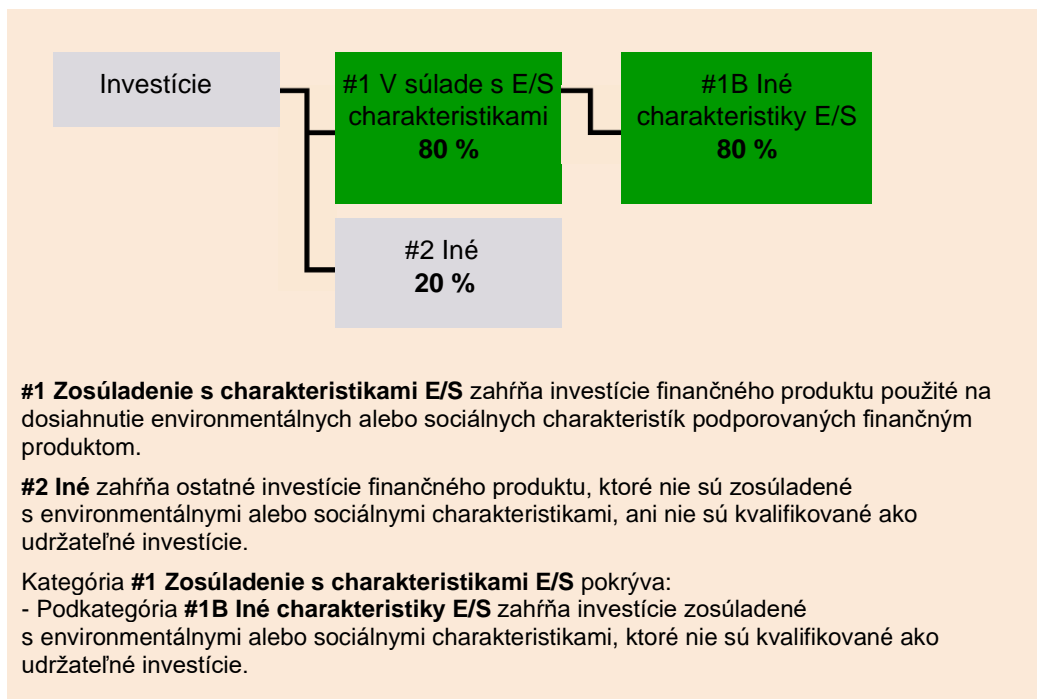 Investície
#1 V súlade s E/S
charakteristikami
80 %
#1B Iné
charakteristiky E/S
80 %
#2 Iné
20 %
#1 Zosúladenie s charakteristikami E/S zahŕňa investície finančného produktu použité na
dosiahnutie environmentálnych alebo sociálnych charakteristík podporovaných finančným
produktom.
#2 Iné zahŕňa ostatné investície finančného produktu, ktoré nie sú zosúladené
s environmentálnymi alebo sociálnymi charakteristikami, ani nie sú kvalifikované ako
udržateľné investície.
Kategória #1 Zosúladenie s charakteristikami E/S pokrýva:
- Podkategória #1B Iné charakteristiky E/S zahŕňa investície zosúladené
s environmentálnymi alebo sociálnymi charakteristikami, ktoré nie sú kvalifikované ako
udržateľné investície.